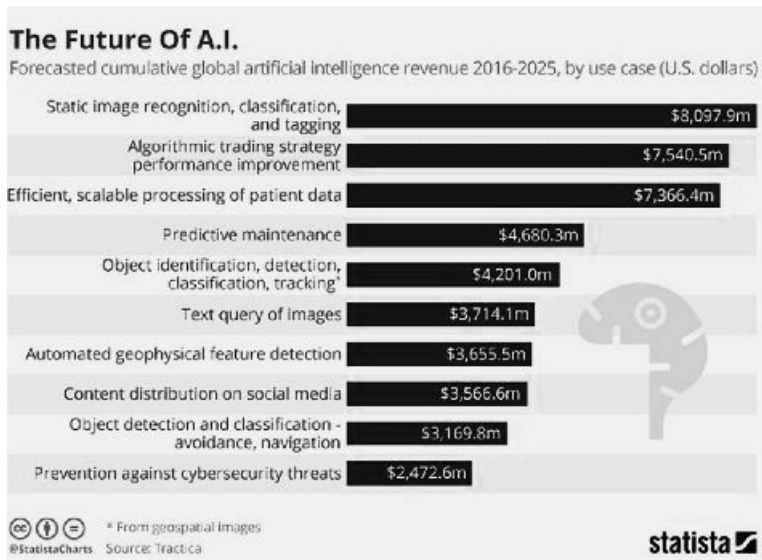 The Future Of A.I.
Forecasted cumulative global artificial intelligence revenue 2016-2025, by use case (U.S. dollars)
Static image recognition, classification,
and tagging
$8,097.9m
Algorithmic trading strategy
performance improvement
$7,540.5m
Efficient, scalable processing of patient data
$7,366.4m
Predictive maintenance
$4,680.3m
Object identification, detection,
classification, tracking*
$4,201.0m
Text query of images
$3,714.1m
Automated geophysical feature detection
$3,655.5m
Content distribution on social media
$3,566.6m
Object detection and classification -
avoidance, navigation
$3,169.8m
Prevention against cybersecurity threats
$2,472.6m
cc
* From geospatial images
@StatistaCharts Source: Tractica
statista